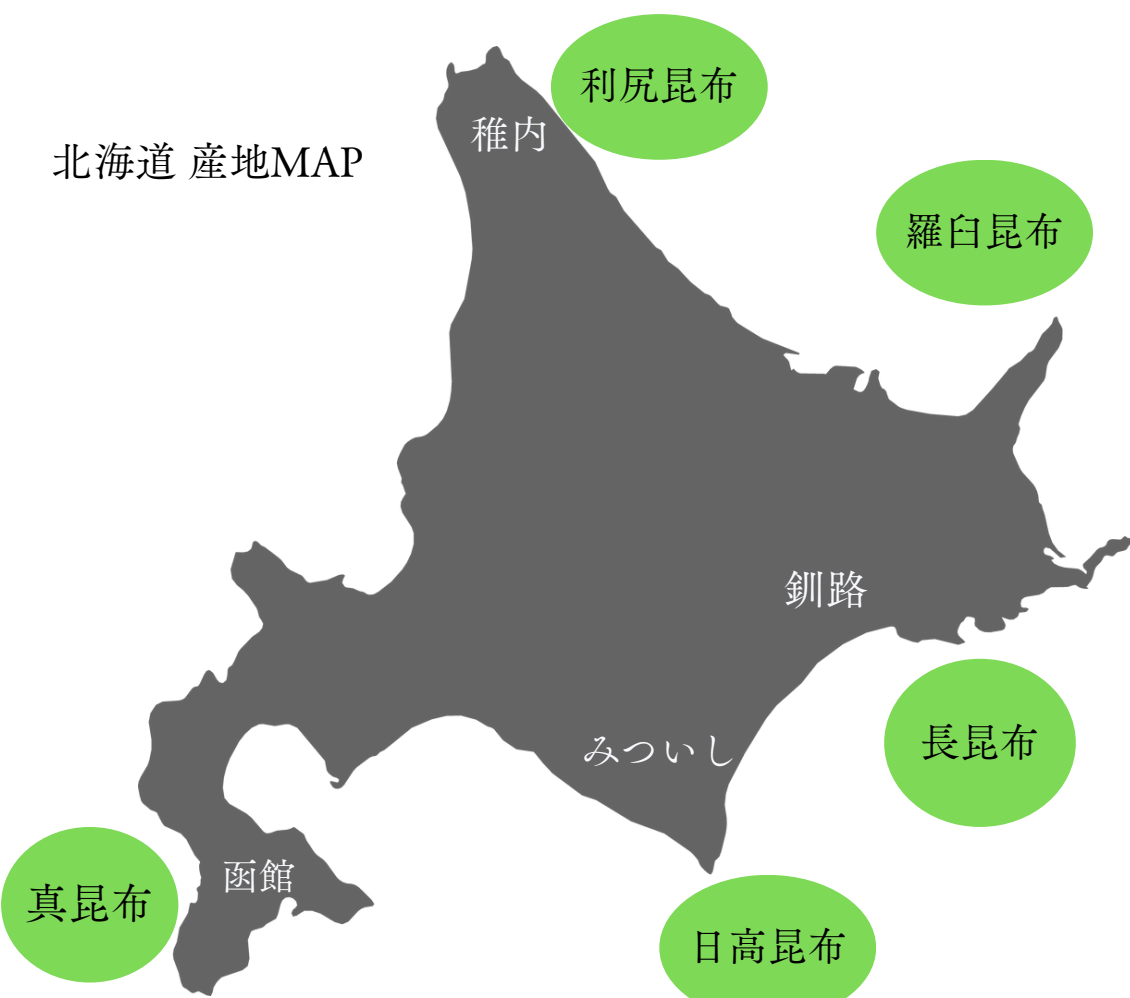 利尻昆布
稚内
北海道 産地MAP
羅臼昆布
釧路
長昆布
みついし
函館
真昆布
日高昆布